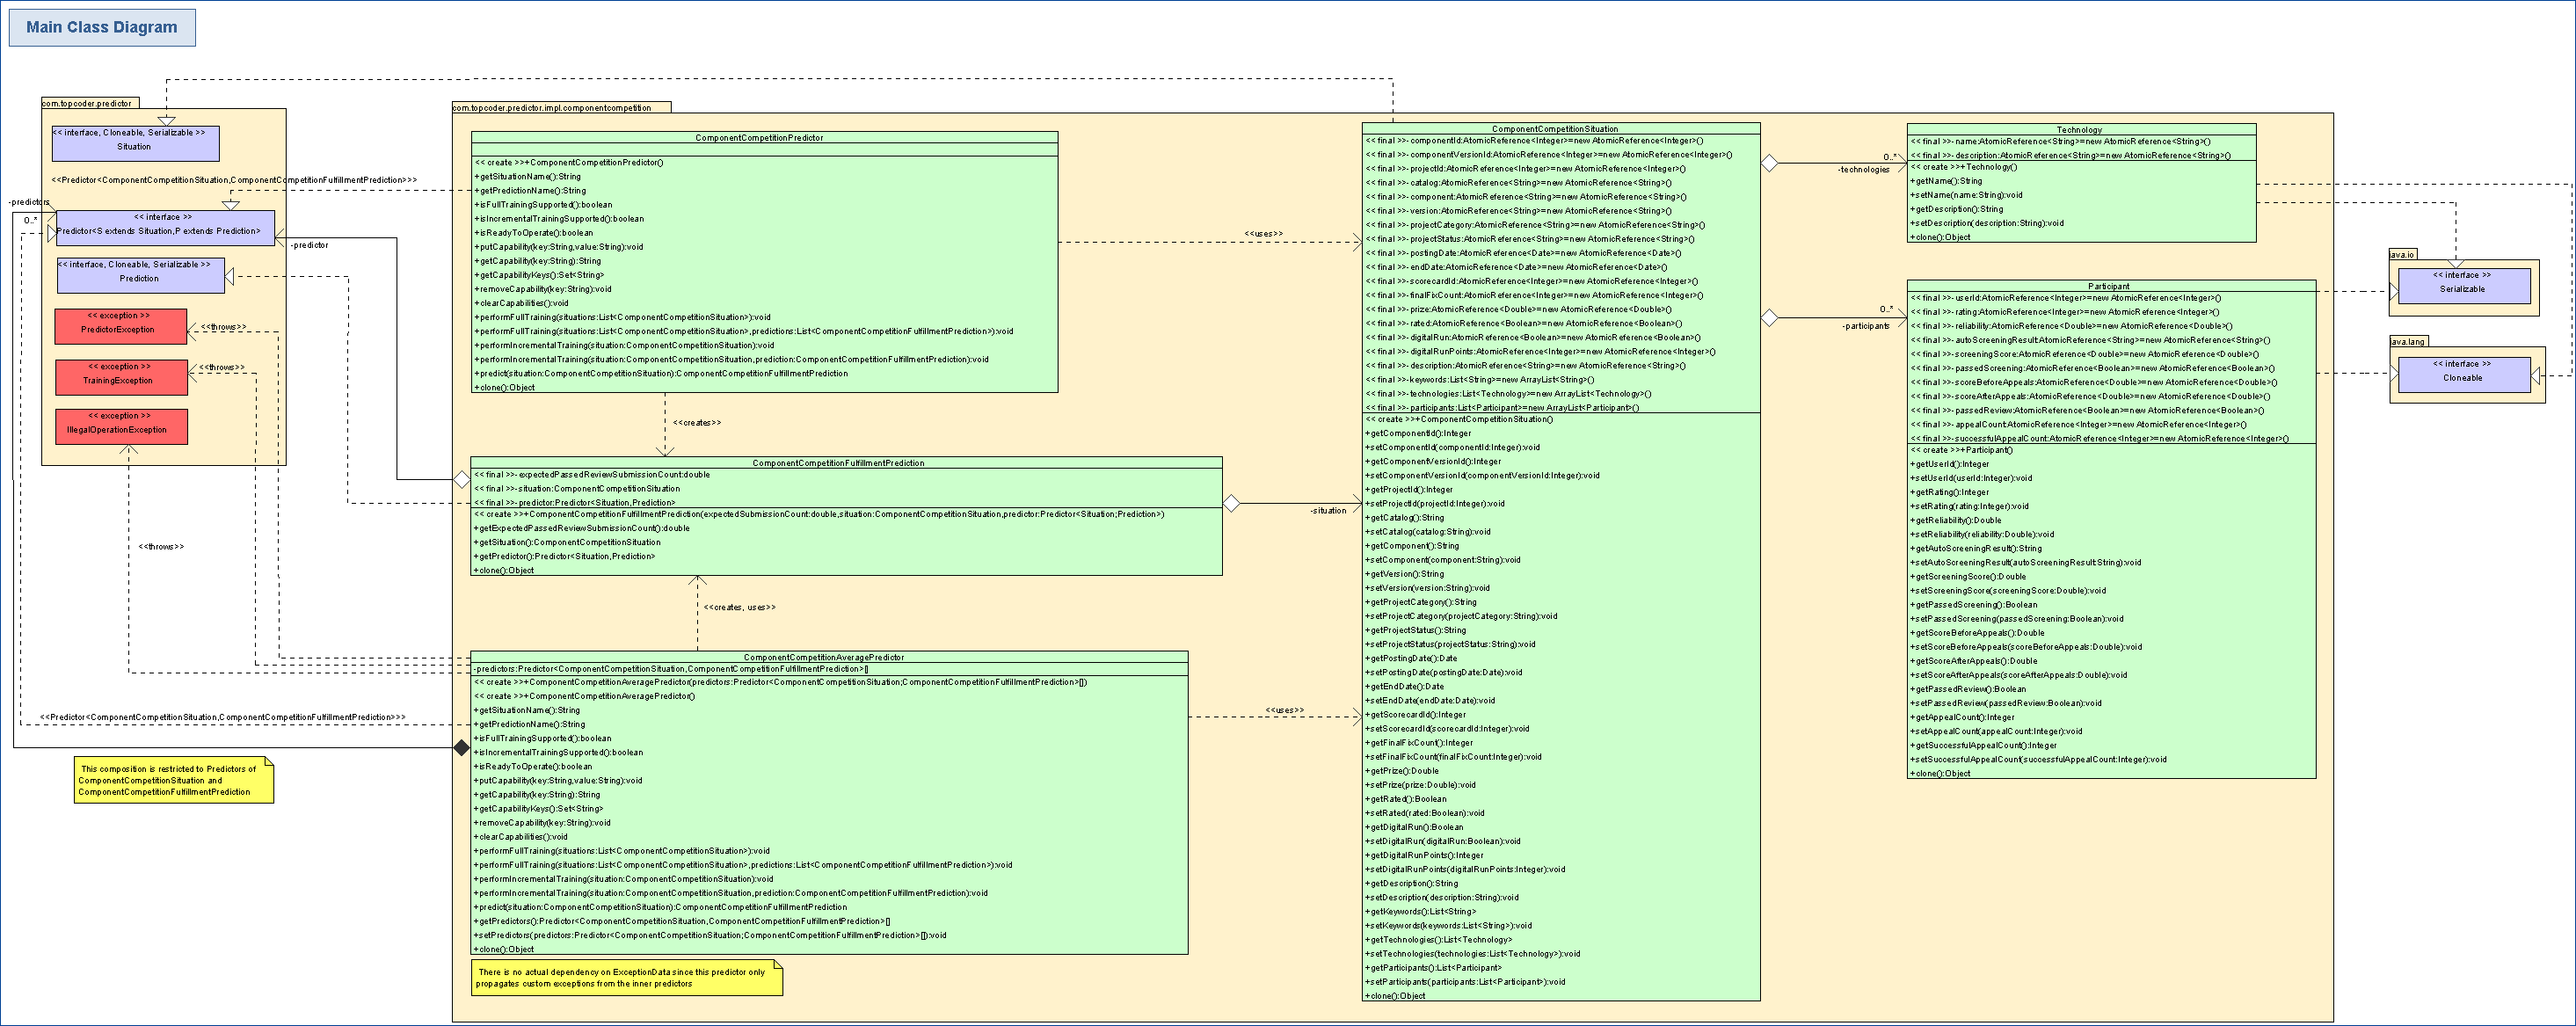 Main Class Diagram
com.topcoder.predictor
<< interface, Cloneable, Serializable >>
Situation
<<Predictor<ComponentCompetitionSituation,ComponentCompetitionFulfillmentPrediction>>>
-predictors
0..*
<< interface >>
Predictor<S extends Situation,P extends Prediction>
-predictor
<< interface, Cloneable, Serializable >>
Prediction
<< exception >>
PredictorException
<<throws>>
<< exception >>
TrainingException
<<throws>>
<< exception >>
IllegalOperationException
<<throws>>
<<Predictor<ComponentCompetitionSituation,ComponentCompetitionFulfillmentPrediction>>>
This composition is restricted to Predictors of
ComponentCompetitionSituation and
ComponentCompetitionFulfillmentPrediction
com.topcoder.predictor.impl.componentcompetition
ComponentCompetitionPredictor
<< create >>+ComponentCompetitionPredictor()
+getSituationName():String
+getPredictionName():String
+isFullTrainingSupported():boolean
+isIncrementalTrainingSupported():boolean
+isReadyToOperate():boolean
+putCapability(key:String,value:String):void
+getCapability(key:String):String
+getCapabilityKeys():Set<String>
+removeCapability(key:String):void
+clearCapabilities():void
+performFullTraining(situations:List<ComponentCompetitionSituation>):void
+performFullTraining(situations:List<ComponentCompetitionSituation>,predictions:List<ComponentCompetitionFulfillmentPrediction>):void
+performIncrementalTraining(situation:ComponentCompetitionSituation):void
+performIncrementalTraining(situation:ComponentCompetitionSituation,prediction:ComponentCompetitionFulfillmentPrediction):void
+predict(situation:ComponentCompetitionSituation):ComponentCompetitionFulfillmentPrediction
+clone():Object
<<uses>>
<<creates>>
ComponentCompetitionFulfillmentPrediction
<< final >>-expectedPassedReviewSubmissionCount:double
<< final >>-situation:ComponentCompetitionSituation
<< final >>-predictor:Predictor<Situation,Prediction>
<< create >>+ComponentCompetitionFulfillmentPrediction(expectedSubmissionCount:double,situation:ComponentCompetitionSituation,predictor:Predictor<Situation;Prediction>)
+getExpectedPassedReviewSubmissionCount():double
+getSituation():ComponentCompetitionSituation
+getPredictor():Predictor<Situation,Prediction>
+clone():Object
-situation
<<creates, uses>>
ComponentCompetitionAveragePredictor
-predictors:Predictor<ComponentCompetitionSituation,ComponentCompetitionFulfillmentPrediction>[]
<< create >>+ComponentCompetitionAveragePredictor(predictors:Predictor<ComponentCompetitionSituation;ComponentCompetitionFulfillmentPrediction>[])
<< create >>+ComponentCompetitionAveragePredictor()
+getSituationName():String
+getPredictionName():String
+isFullTrainingSupported():boolean
+isIncrementalTrainingSupported():boolean
+isReadyToOperate():boolean
+putCapability(key:String,value:String):void
+getCapability(key:String):String
+getCapabilityKeys():Set<String>
+removeCapability(key:String):void
+clearCapabilities():void
+performFullTraining(situations:List<ComponentCompetitionSituation>):void
+performFullTraining(situations:List<ComponentCompetitionSituation>,predictions:List<ComponentCompetitionFulfillmentPrediction>):void
+performIncrementalTraining(situation:ComponentCompetitionSituation):void
+performIncrementalTraining(situation:ComponentCompetitionSituation,prediction:ComponentCompetitionFulfillmentPrediction):void
+predict(situation:ComponentCompetitionSituation):ComponentCompetitionFulfillmentPrediction
+getPredictors():Predictor<ComponentCompetitionSituation,ComponentCompetitionFulfillmentPrediction>[]
+setPredictors(predictors:Predictor<ComponentCompetitionSituation;ComponentCompetitionFulfillmentPrediction>[]):void
+clone():Object
<<uses>>
There is no actual dependency on ExceptionData since this predictor only
propagates custom exceptions from the inner predictors
ComponentCompetitionSituation
<< final >>-componentId:AtomicReference<Integer>=new AtomicReference<Integer>()
<< final >>-componentVersionId:AtomicReference<Integer>=new AtomicReference<Integer>()
<< final >>-projectId:AtomicReference<Integer>=new AtomicReference<Integer>()
<< final >>-catalog:AtomicReference<String>=new AtomicReference<String>()
<< final >>-component:AtomicReference<String>=new AtomicReference<String>()
<< final >>-version:AtomicReference<String>=new AtomicReference<String>()
<< final >>-projectCategory:AtomicReference<String>=new AtomicReference<String>()
<< final >>-projectStatus:AtomicReference<String>=new AtomicReference<String>()
<< final >>-postingDate:AtomicReference<Date>=new AtomicReference<Date>()
<< final >>-endDate:AtomicReference<Date>=new AtomicReference<Date>()
<< final >>-scorecardId:AtomicReference<Integer>=new AtomicReference<Integer>()
<< final >>-finalFixCount:AtomicReference<Integer>=new AtomicReference<Integer>()
<< final >>-prize:AtomicReference<Double>=new AtomicReference<Double>()
<< final >>-rated:AtomicReference<Boolean>=new AtomicReference<Boolean>()
<< final >>-digitalRun:AtomicReference<Boolean>=new AtomicReference<Boolean>()
<< final >>-digitalRunPoints:AtomicReference<Integer>=new AtomicReference<Integer>()
<< final >>-description:AtomicReference<String>=new AtomicReference<String>()
<< final >>-keywords:List<String>=new ArrayList<String>()
<< final >>-technologies:List<Technology>=new ArrayList<Technology>()
<< final >>-participants:List<Participant>=new ArrayList<Participant>()
<< create >>+ComponentCompetitionSituation()
+getComponentId():Integer
+setComponentId(componentId:Integer):void
+getComponentVersionId():Integer
+setComponentVersionId(componentVersionId:Integer):void
+getProjectId():Integer
+setProjectId(projectId:Integer):void
+getCatalog():String
+setCatalog(catalog:String):void
+getComponent():String
+setComponent(component:String):void
+getVersion():String
+setVersion(version:String):void
+getProjectCategory():String
+setProjectCategory(projectCategory:String):void
+getProjectStatus():String
+setProjectStatus(projectStatus:String):void
+getPostingDate():Date
+setPostingDate(postingDate:Date):void
+getEndDate():Date
+setEndDate(endDate:Date):void
+getScorecardId():Integer
+setScorecardId(scorecardId:Integer):void
+getFinalFixCount():Integer
+setFinalFixCount(finalFixCount:Integer):void
+getPrize():Double
+setPrize(prize:Double):void
+getRated():Boolean
+setRated(rated:Boolean):void
+getDigitalRun():Boolean
+setDigitalRun(digitalRun:Boolean):void
+getDigitalRunPoints():Integer
+setDigitalRunPoints(digitalRunPoints:Integer):void
+getDescription():String
+setDescription(description:String):void
+getKeywords():List<String>
+setKeywords(keywords:List<String>):void
+getTechnologies():List<Technology>
+setTechnologies(technologies:List<Technology>):void
+getParticipants():List<Participant>
+setParticipants(participants:List<Participant>):void
+clone():Object
0..*
-technologies
0..*
-participants
Technology
<< final >>-name:AtomicReference<String>=new AtomicReference<String>()
<< final >>-description:AtomicReference<String>=new AtomicReference<String>()
<< create >>+Technology()
+getName():String
+setName(name:String):void
+getDescription():String
+setDescription(description:String):void
+clone():Object
Participant
<< final >>-userId:AtomicReference<Integer>=new AtomicReference<Integer>()
<< final >>-rating:AtomicReference<Integer>=new AtomicReference<Integer>()
<< final >>-reliability:AtomicReference<Double>=new AtomicReference<Double>()
<< final >>-autoScreeningResult:AtomicReference<String>=new AtomicReference<String>()
<< final >>-screeningScore:AtomicReference<Double>=new AtomicReference<Double>()
<< final >>-passedScreening:AtomicReference<Boolean>=new AtomicReference<Boolean>()
<< final >>-scoreBeforeAppeals:AtomicReference<Double>=new AtomicReference<Double>()
<< final >>-scoreAfterAppeals:AtomicReference<Double>=new AtomicReference<Double>()
<< final >>-passedReview:AtomicReference<Boolean>=new AtomicReference<Boolean>()
<< final >>-appealCount:AtomicReference<Integer>=new AtomicReference<Integer>()
<< final >>-successfulAppealCount:AtomicReference<Integer>=new AtomicReference<Integer>()
<< create >>+Participant()
+getUserId():Integer
+setUserId(userId:Integer):void
+getRating():Integer
+setRating(rating:Integer):void
+getReliability():Double
+setReliability(reliability:Double):void
+getAutoScreeningResult():String
+setAutoScreeningResult(autoScreeningResult:String):void
+getScreeningScore():Double
+setScreeningScore(screeningScore:Double):void
+getPassedScreening():Boolean
+setPassedScreening(passedScreening:Boolean):void
+getScoreBeforeAppeals():Double
+setScoreBeforeAppeals(scoreBeforeAppeals:Double):void
+getScoreAfterAppeals():Double
+setScoreAfterAppeals(scoreAfterAppeals:Double):void
+getPassedReview():Boolean
+setPassedReview(passedReview:Boolean):void
+getAppealCount():Integer
+setAppealCount(appealCount:Integer):void
+getSuccessfulAppealCount():Integer
+setSuccessfulAppealCount(successfulAppealCount:Integer):void
+clone():Object
java.io
<< interface >>
Serializable
java.lang
<< interface >>
Cloneable